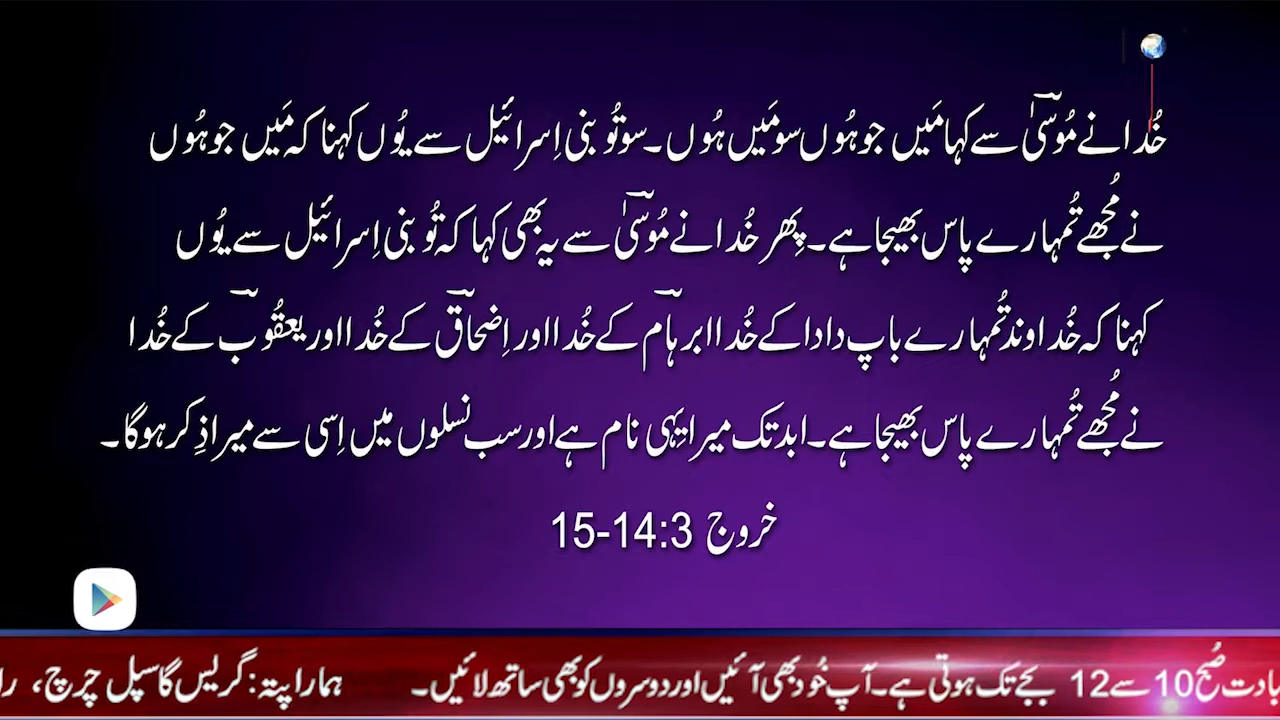 خُدا نے مُوسیٰؔ سے کہا مَیں جو ہُوں سو مَیں ہُوں۔ سو تُو بنی اِسرائیل سے یُوں کہنا کہ مَیں جو ہُوں
نے مُجھے تُمہارے پاس بھیجا ہے۔ پِھر خُدا نے مُوسیٰؔ سے یہ بھی کہا کہ تُو بنی اِسرائیل سے یُوں
کہنا کہ خُداوند تُمہارے باپ دادا کے خُدا ابرہامؔ کے خُدا اور اِضحاقؔ کے خُدا اور یعقُوبؔ کے خُدا
نے مُجھے تُمہارے پاس بھیجا ہے۔ ابد تک میرا یہی نام ہے اور سب نسلوں میں اِسی سے میرا ذِکر ہو گا۔
خروج 3:14-15
صُبح 10 سے 12 بجے تک ہوتی ہے۔ آپ خُود بھی آئیں اور دوسروں کو بھی ساتھ لائیں۔ ہمارا پتہ: گریس گاسپل چرچ،